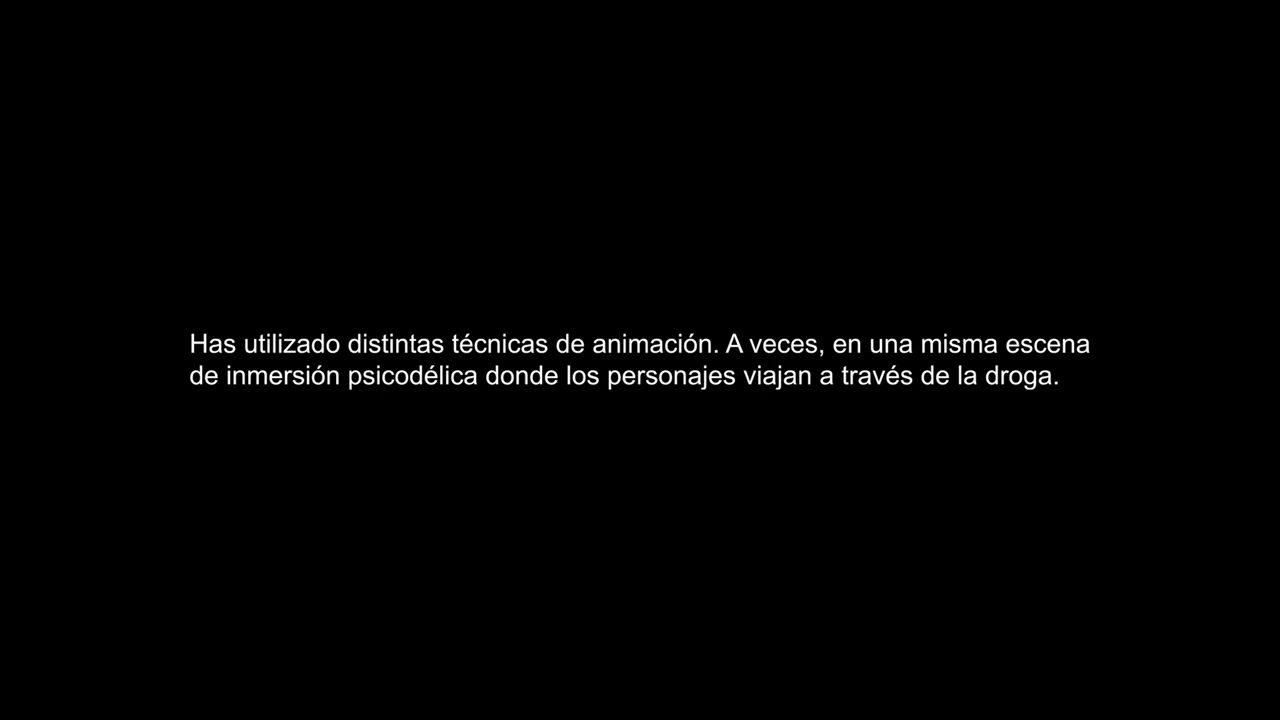 Has utilizado distintas técnicas de animación. A veces, en una misma escena
de inmersión psicodélica donde los personajes viajan a través de la droga.